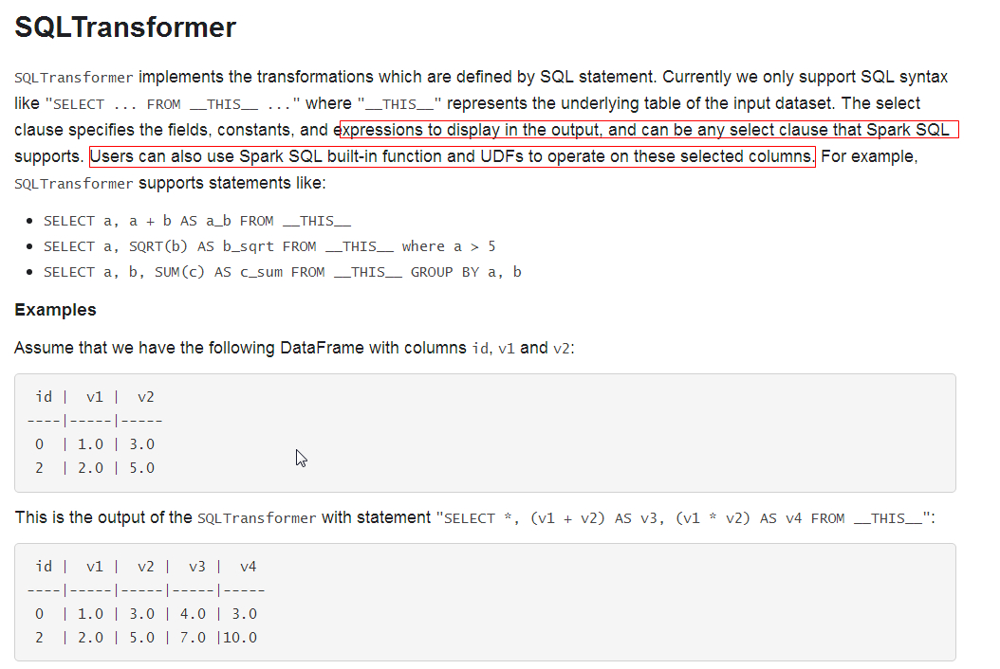 SQLTransformer
SQLTransformer implements the transformations which are defined by SQL statement. Currently we only support SQL syntax
like "SELECT ... FROM __THIS__ ..." where "__THIS__" represents the underlying table of the input dataset. The select
clause specifies the fields, constants, and expressions to display in the output, and can be any select clause that Spark SQL
supports. Users can also use Spark SQL built-in function and UDFs to operate on these selected columns. For example,
SQLTransformer supports statements like:
• SELECT a, a + b AS a_b FROM __THIS__
• SELECT a, SQRT(b) AS b_sqrt FROM __THIS__ where a > 5
• SELECT a, b, SUM(c) AS c_sum FROM __THIS__ GROUP BY a, b
Examples
Assume that we have the following DataFrame with columns id, v1 and v2:
id | v1 | v2
----|-----|-----
0 | 1.0 | 3.0
2 | 2.0 | 5.0
This is the output of the SQLTransformer with statement "SELECT *, (v1 + v2) AS v3, (v1 * v2) AS v4 FROM __THIS__":
id | v1 | v2 | v3 | v4
----|-----|-----|-----|-----
0 | 1.0 | 3.0 | 4.0 | 3.0
2 | 2.0 | 5.0 | 7.0 |10.0